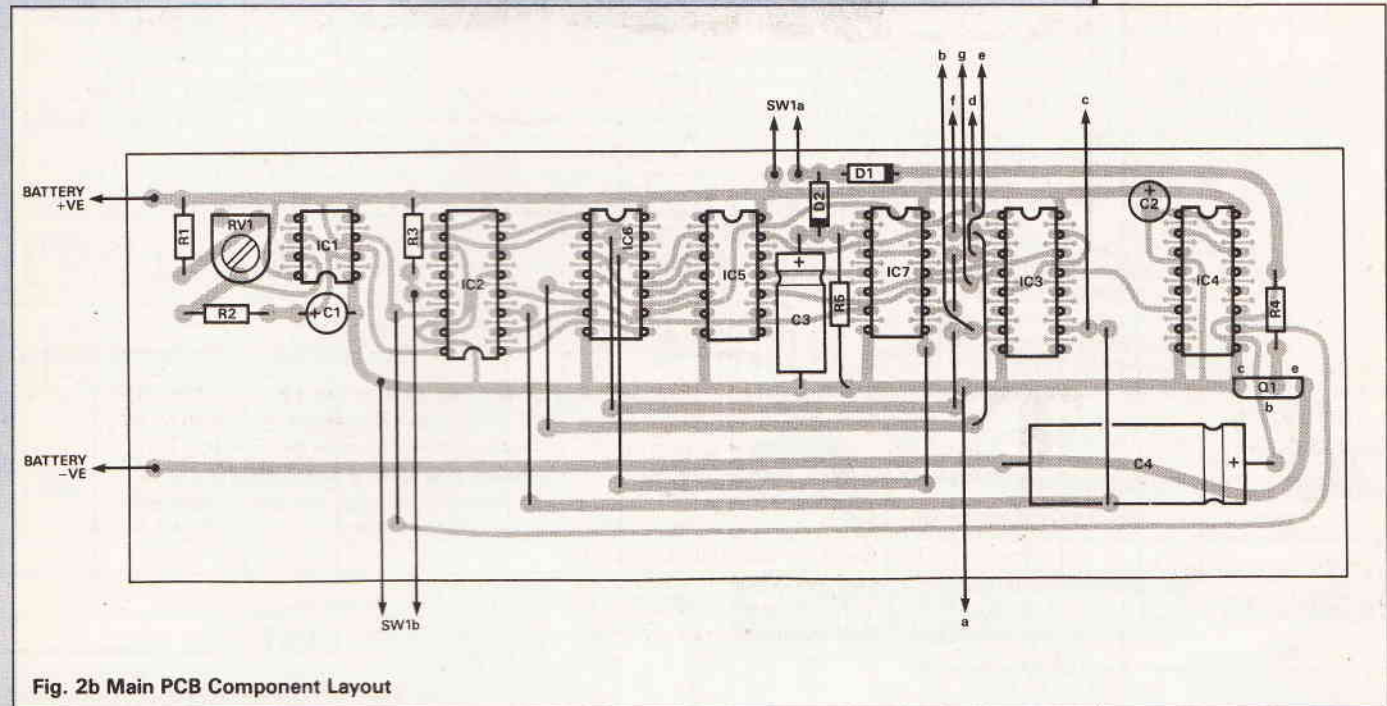 b g e
SW1a f d c
BATTERY
+VE
D1
D2
C2
R1
RV1
IC1
R3
IC2
IC6
IC5
IC7
IC3
IC4
+
C3
R5
R4
R2
+
C1
c e
Q1
b
BATTERY
-VE
C4
+
SW1b
a
Fig. 2b Main PCB Component Layout